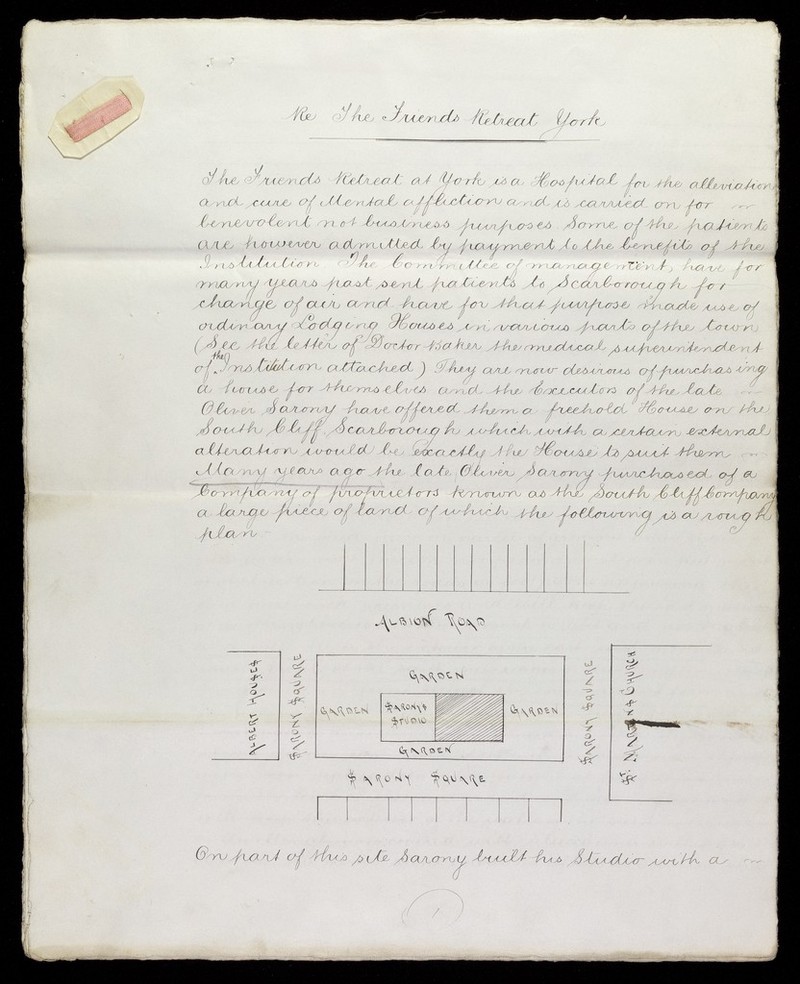 Re The Friends Retreat York
The Friends Retreat at York is a Hospital for the alleviation
and cure of Mental affliction and is carried on for
benevolent not business purposes Some of the patients
are however admitted by payment to the benefits of the
Institution The Committee of management have for
many years past sent patients to Scarborough for
change of air and have for that purpose made use of
ordinary Lodging Houses in various parts of the town
(See the letter of Doctor Baker the medical superintendent
of the Institution attached) They are now desirous of purchasing
a house for themselves and the Executors of the late
Oliver Sarony have offered them a freehold House on the
South Cliff Scarborough which with a certain external
alteration would be exactly the House to suit them
Many years ago the late Oliver Sarony purchased of a
Company of proprietors known as the South Cliff Company
a large piece of land of which the following is a rough
plan
ALBION ROAD
ALBERT HOUSES
SARONY SQUARE
GARDEN
GARDEN
SARONYS
STUDIO
GARDEN
GARDEN
SARONY SQUARE
ST. MARTINS CHURCH
SARONY SQUARE
On part of this site Sarony built his Studio with a
1